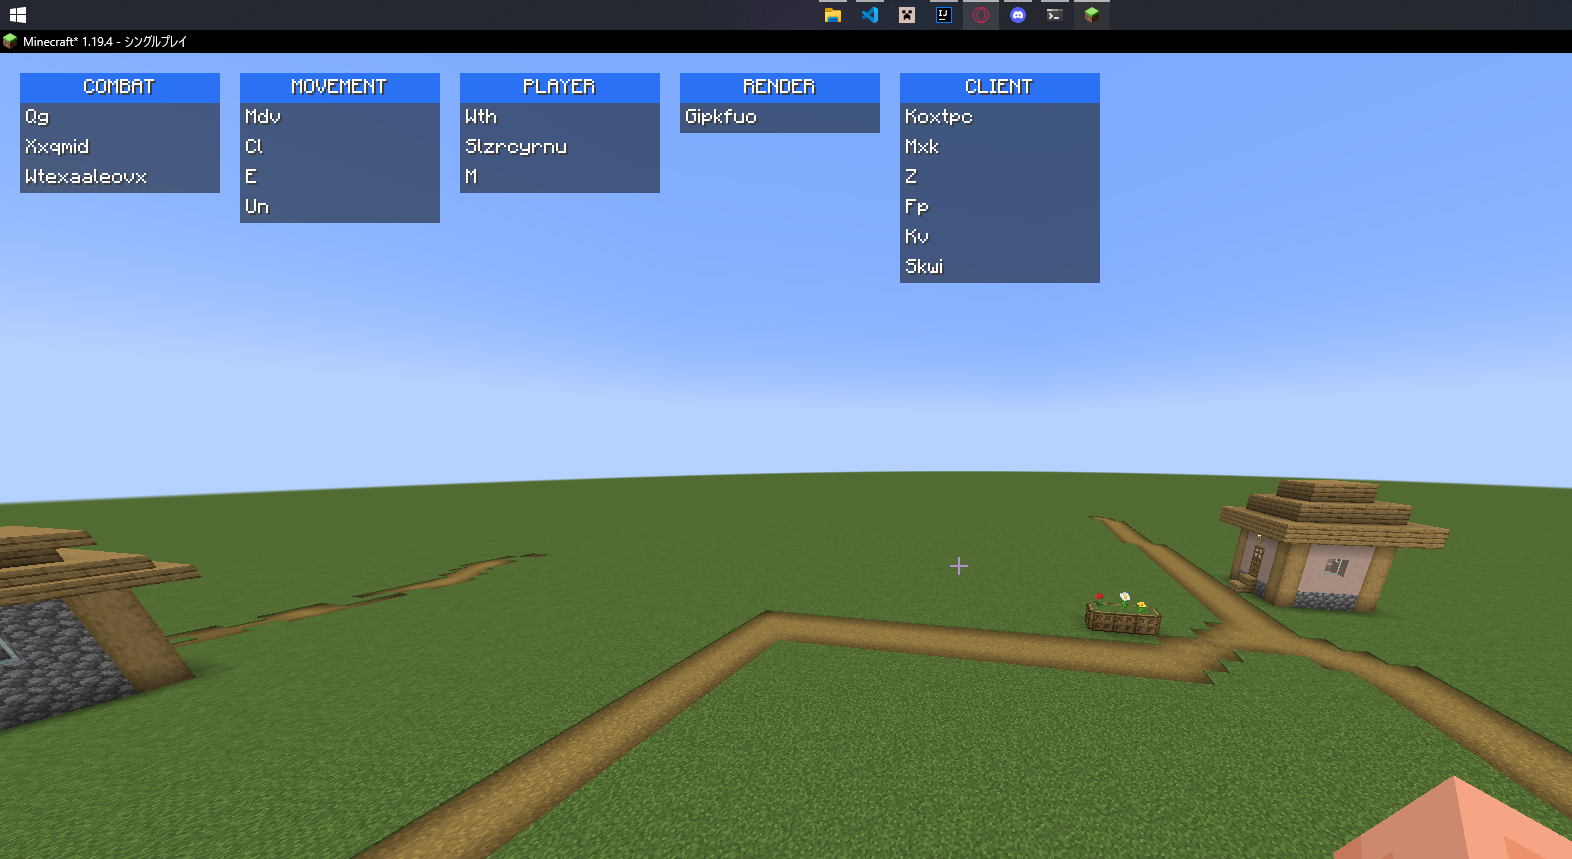 Minecraft* 1.19.4 - シングルプレイ
COMBAT
Qg
Xxqmid
Wtexaaleovx
MOVEMENT
Mdv
Cl
E
Un
PLAYER
Wth
Slzrcyrnu
M
RENDER
Gipkfuo
CLIENT
Koxtpc
Mxk
Z
Fp
Kv
Skwi